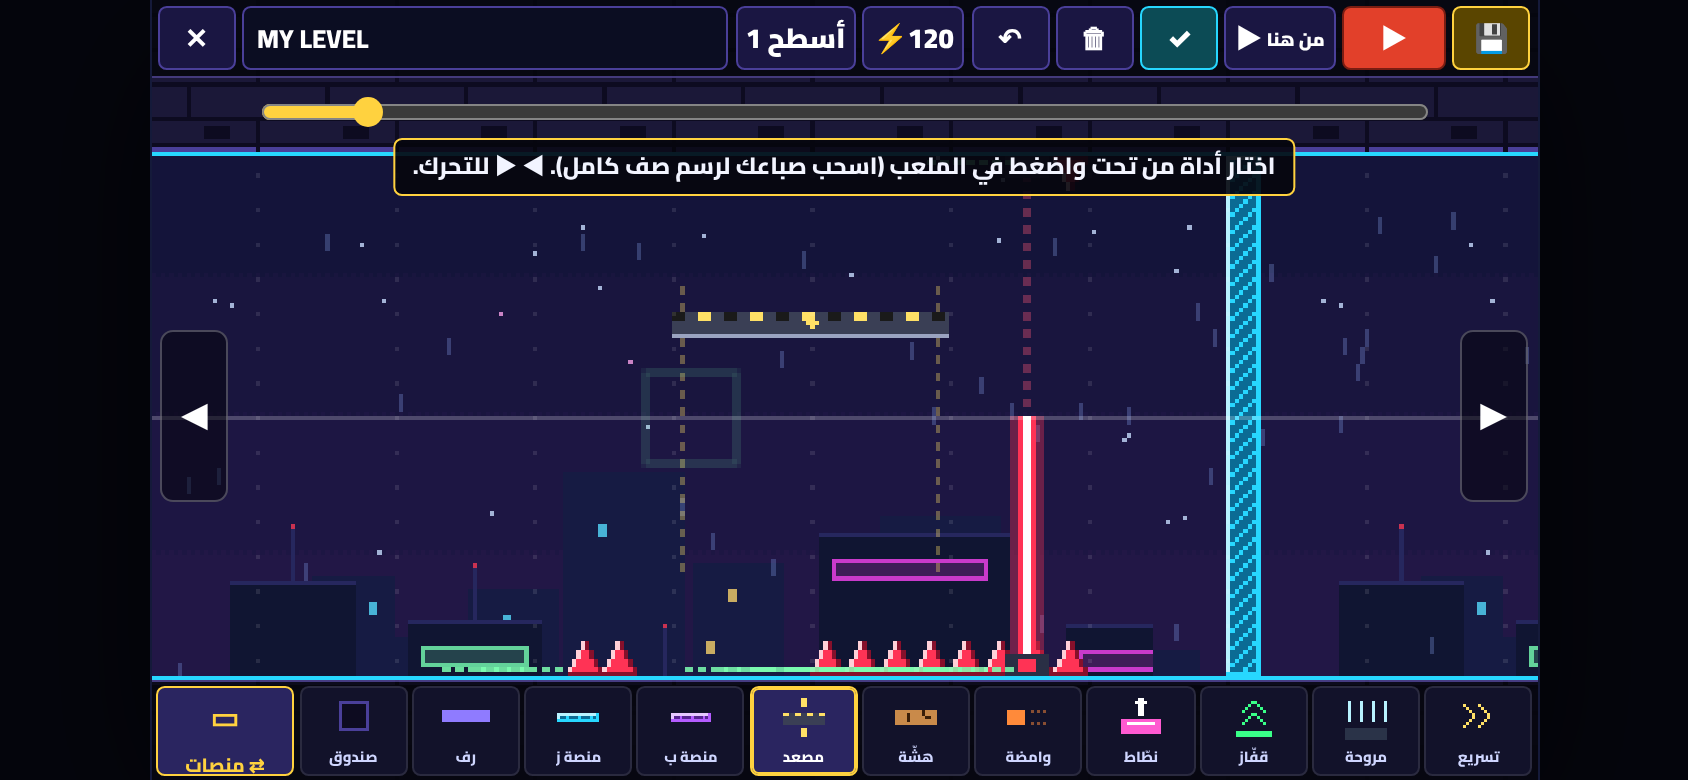 MY LEVEL
أسطح 1
120
من هنا
اختار أداة من تحت واضغط في الملعب (اسحب صباعك لرسم صف كامل). ◀ ▶ للتحرك.
⇄ منصات
صندوق
رف
منصة ز
منصة ب
مصعد
هشّة
وامضة
نطّاط
قفّاز
مروحة
تسريع